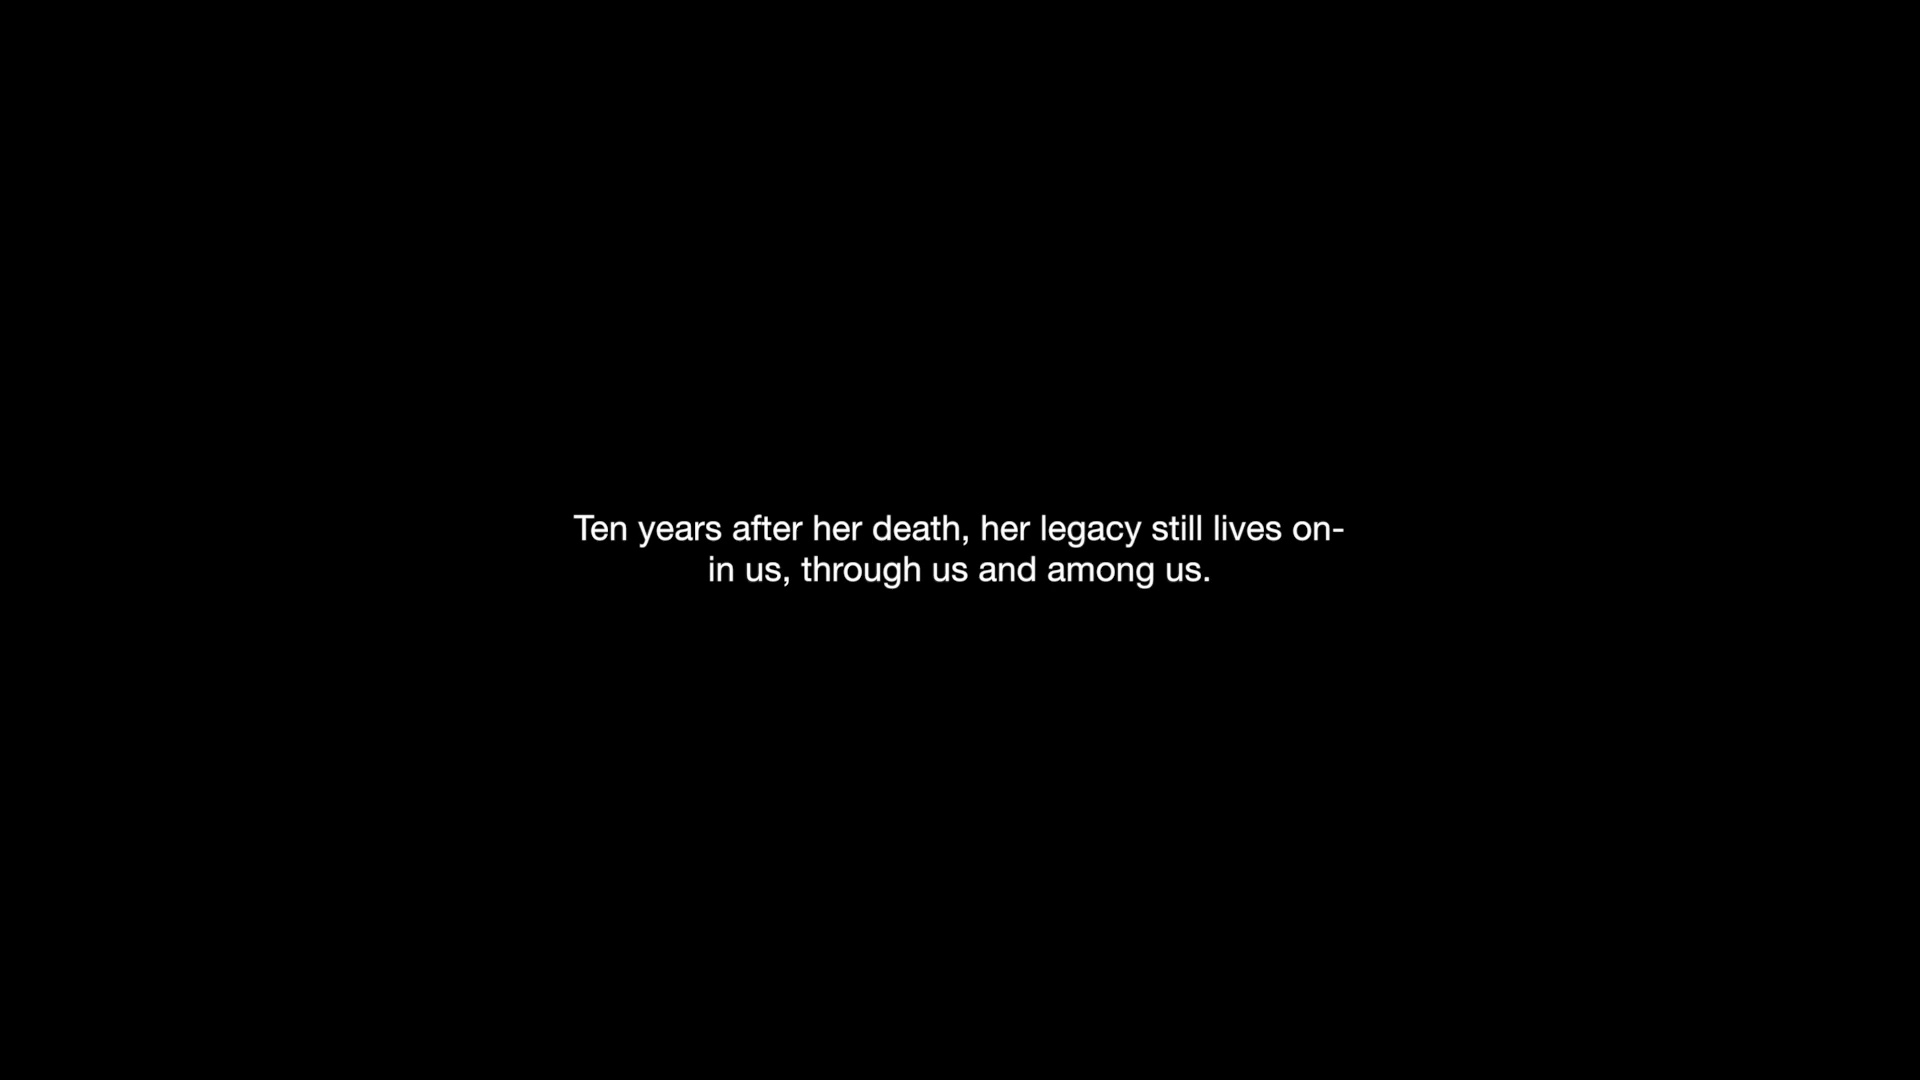 Ten years after her death, her legacy still lives on-
in us, through us and among us.